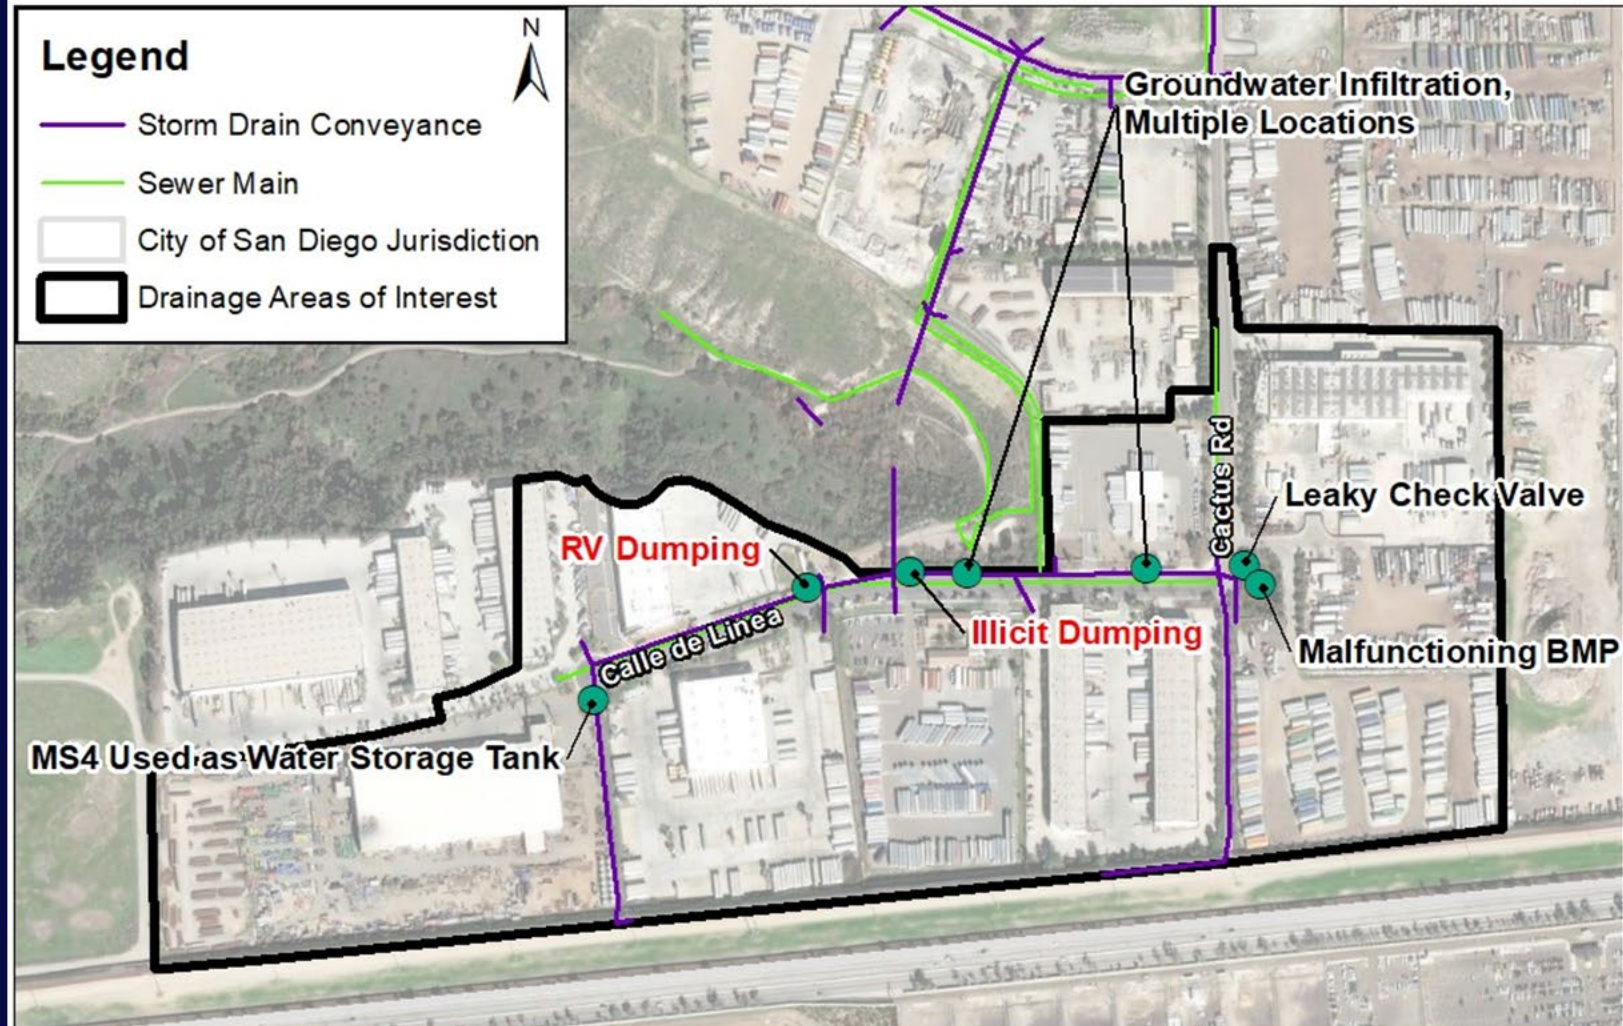 Legend
N
Storm Drain Conveyance
Sewer Main
City of San Diego Jurisdiction
Drainage Areas of Interest
Groundwater Infiltration,
Multiple Locations
Cactus Rd
Leaky Check Valve
RV Dumping
Illicit Dumping
Calle de Linea
Malfunctioning BMP
MS4 Used as Water Storage Tank